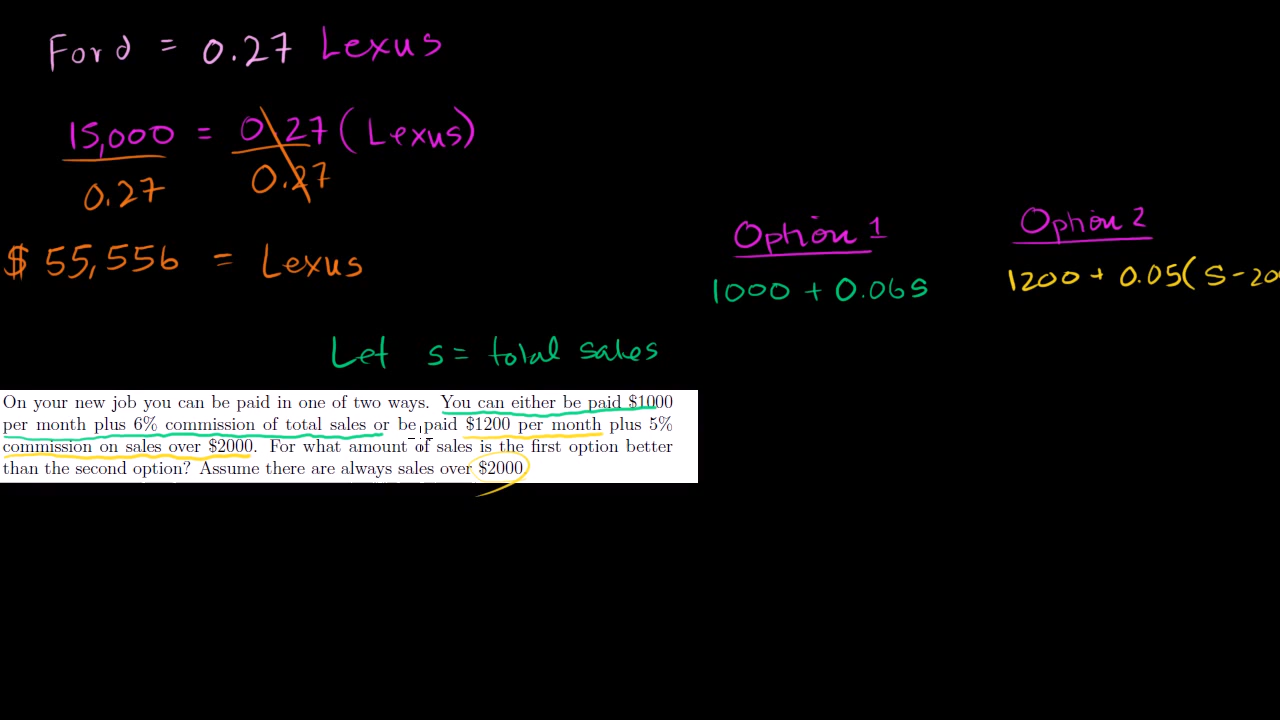 Ford = 0.27 Lexus
15,000 = 0.27 (Lexus)
0.27 0.27
$ 55,556 = Lexus
Option 1
1000 + 0.06s
Option 2
1200 + 0.05( S - 20
Let s = total sales
On your new job you can be paid in one of two ways. You can either be paid $1000
per month plus 6% commission of total sales or be paid $1200 per month plus 5%
commission on sales over $2000. For what amount of sales is the first option better
than the second option? Assume there are always sales over $2000